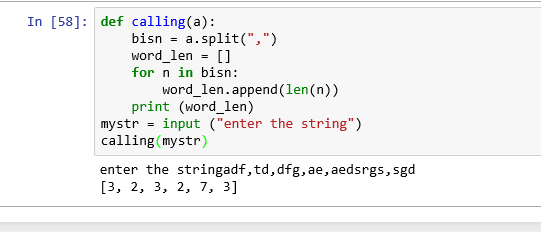 In [58]: def calling(a):
    bisn = a.split(",")
    word_len = []
    for n in bisn:
        word_len.append(len(n))
    print (word_len)
mystr = input ("enter the string")
calling(mystr)
enter the stringadf,td,dfg,ae,aedsrgs,sgd
[3, 2, 3, 2, 7, 3]